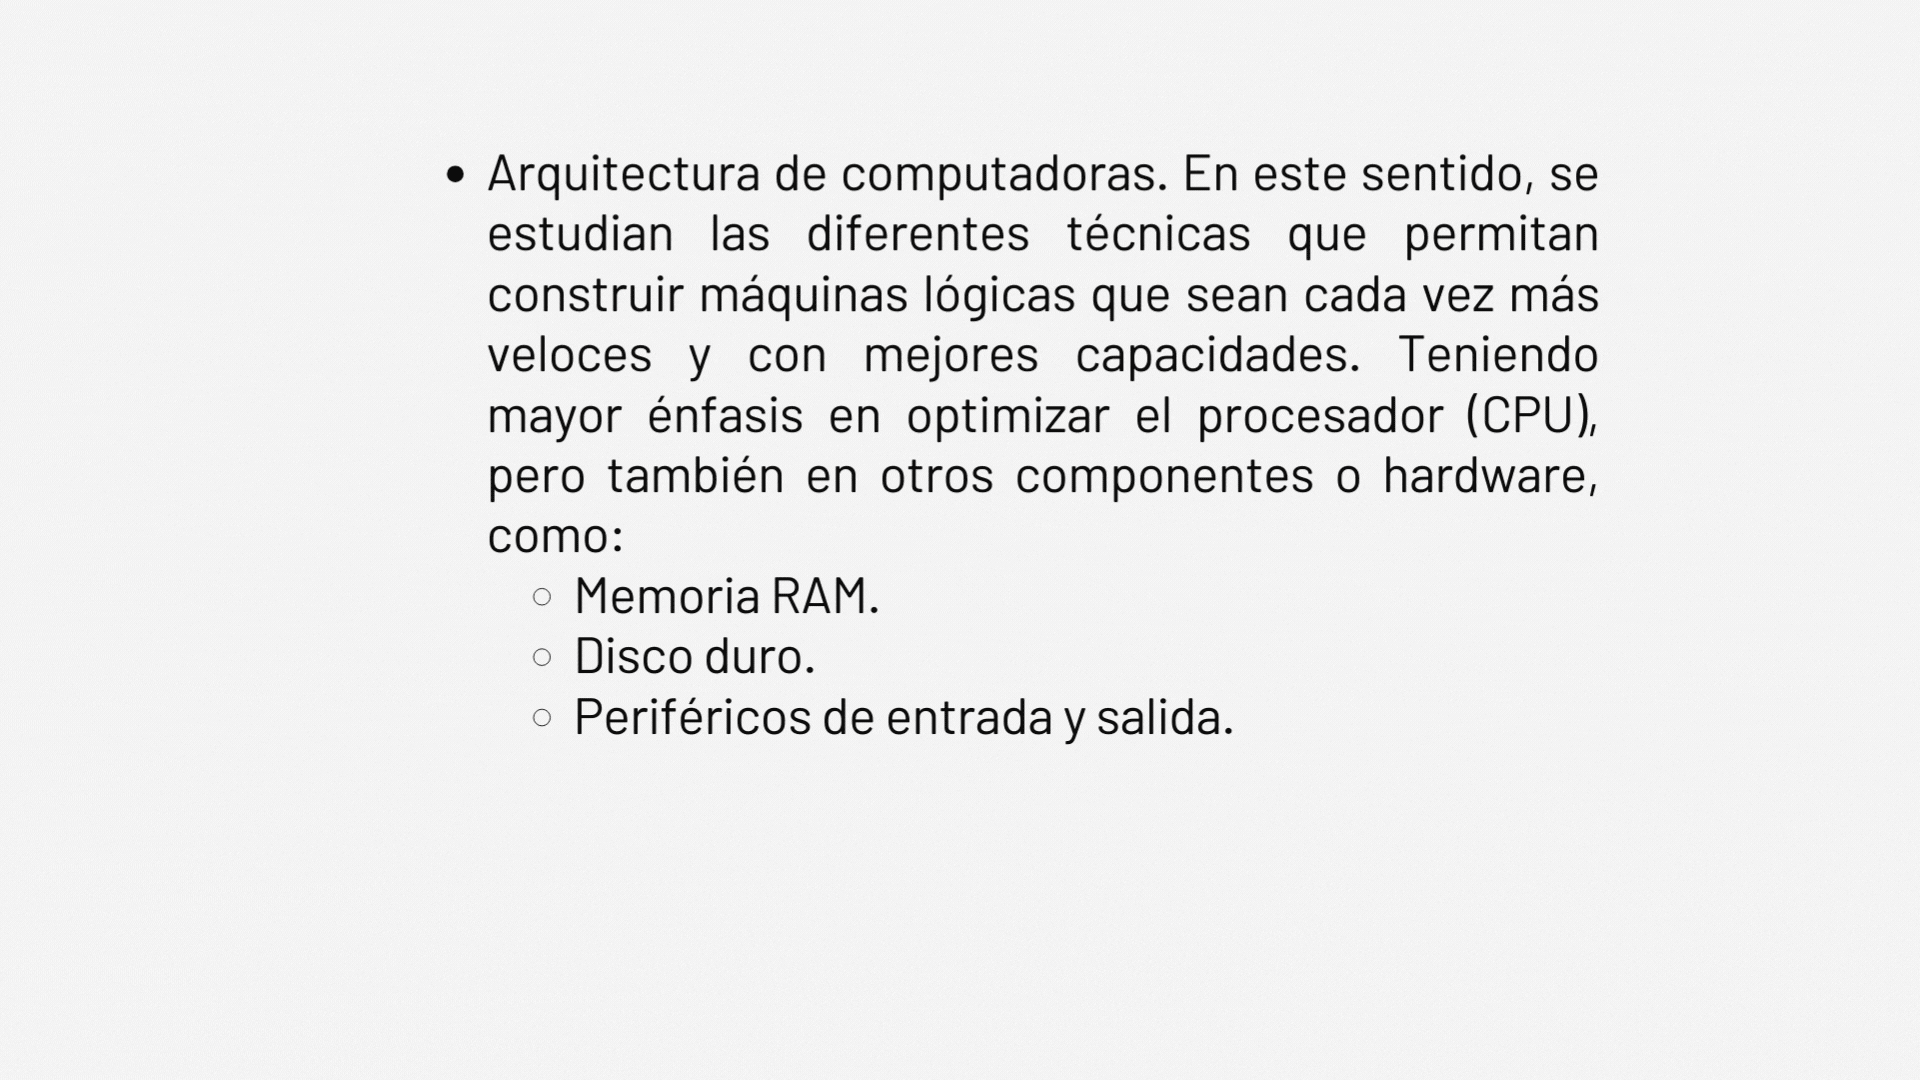 • Arquitectura de computadoras. En este sentido, se
estudian las diferentes técnicas que permitan
construir máquinas lógicas que sean cada vez más
veloces y con mejores capacidades. Teniendo
mayor énfasis en optimizar el procesador (CPU),
pero también en otros componentes o hardware,
como:
○ Memoria RAM.
○ Disco duro.
○ Periféricos de entrada y salida.